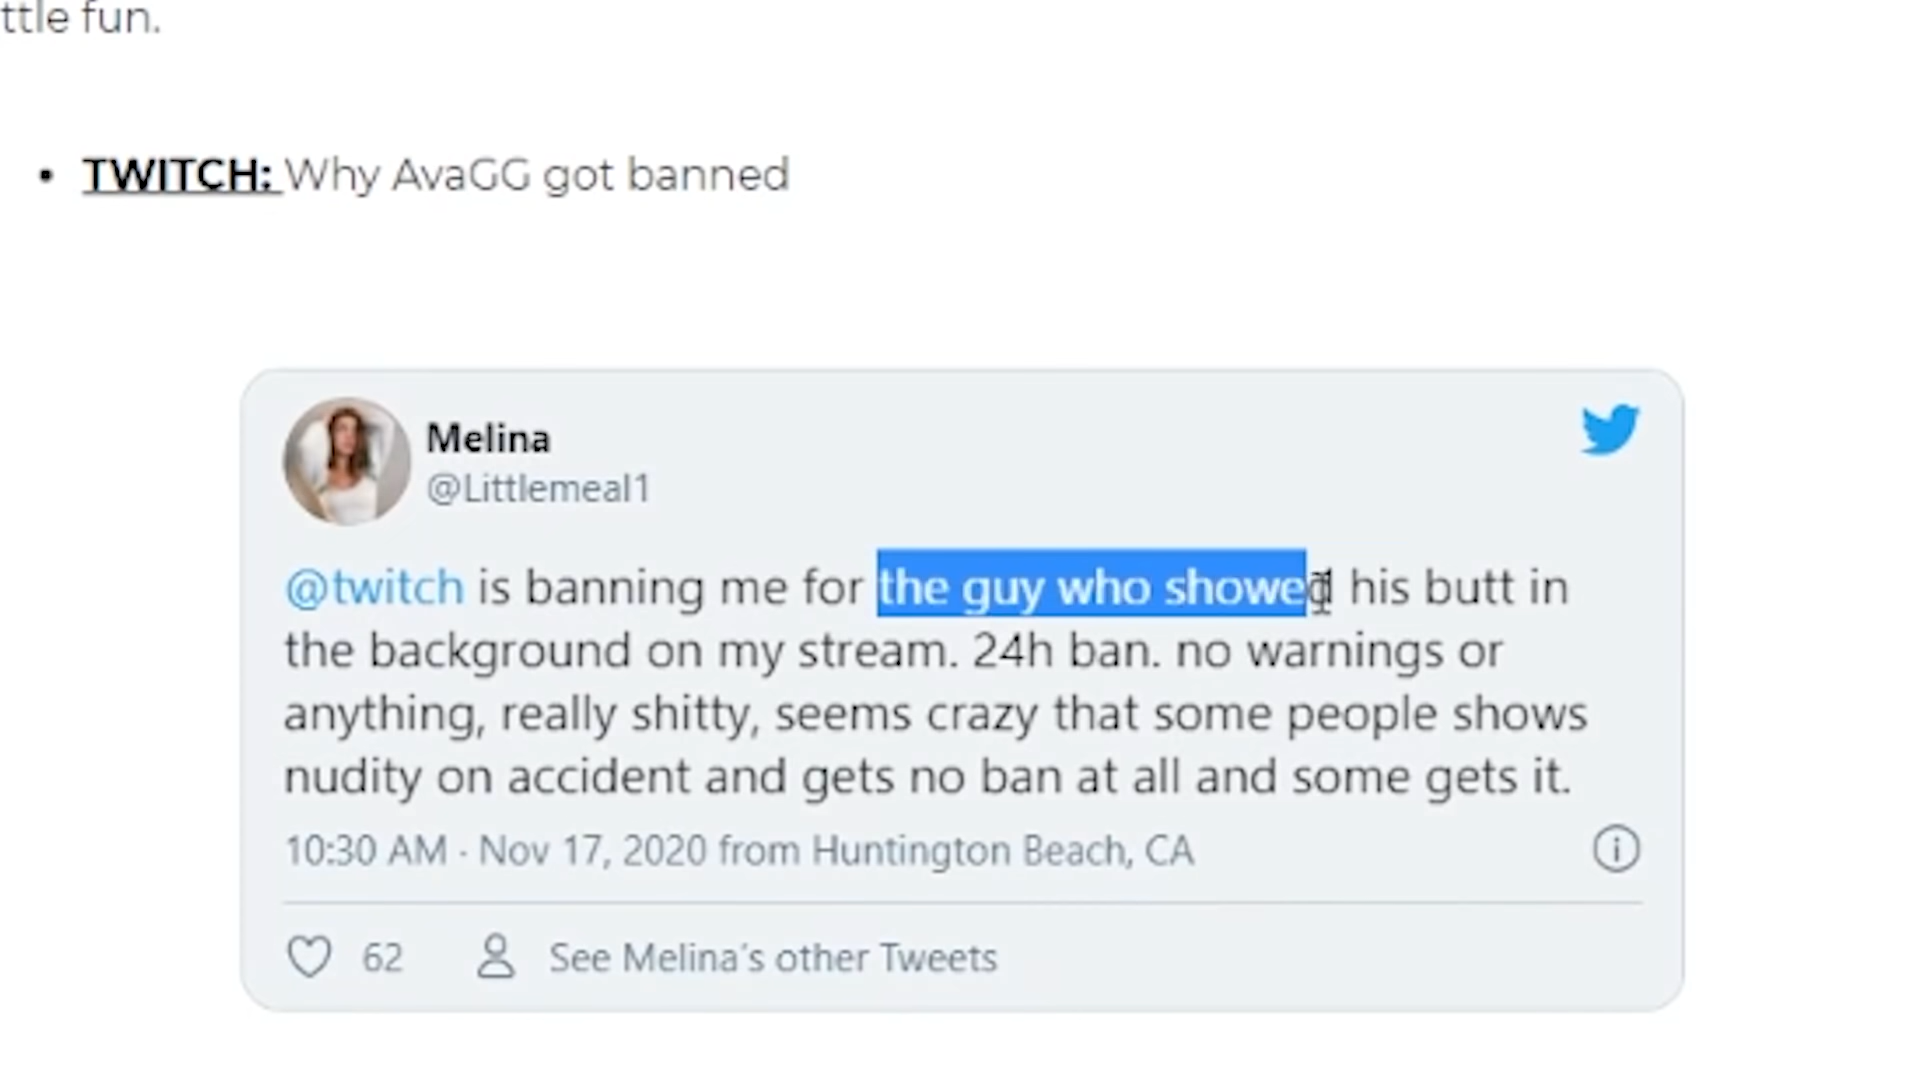 ttle fun.
• TWITCH: Why AvaGG got banned
Melina
@Littlemeal1
@twitch is banning me for the guy who showed his butt in
the background on my stream. 24h ban. no warnings or
anything, really shitty, seems crazy that some people shows
nudity on accident and gets no ban at all and some gets it.
10:30 AM · Nov 17, 2020 from Huntington Beach, CA
62 See Melina's other Tweets